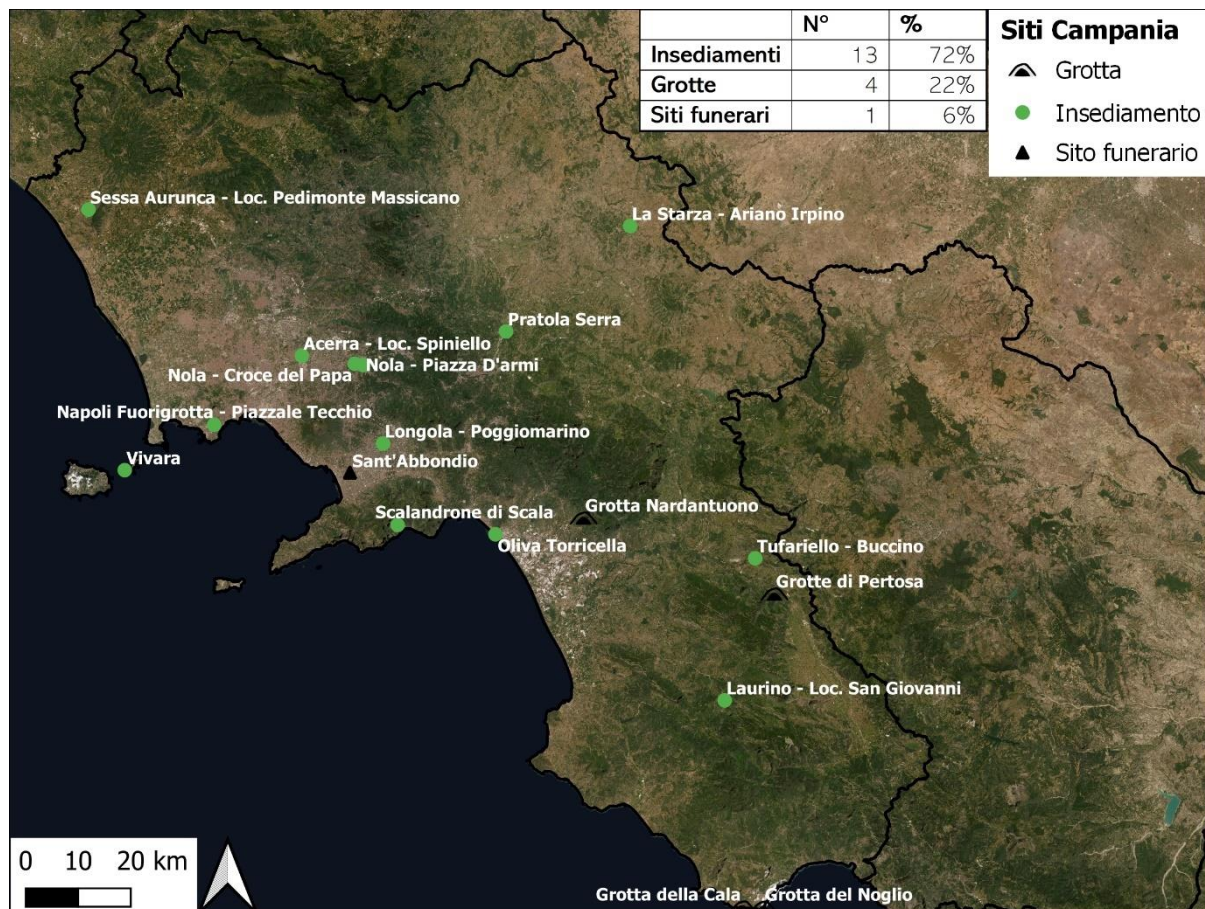 N° %
Insediamenti 13 72%
Grotte 4 22%
Siti funerari 1 6%
Siti Campania
Grotta
Insediamento
Sito funerario
Sessa Aurunca - Loc. Pedimonte Massicano
La Starza - Ariano Irpino
Pratola Serra
Acerra - Loc. Spiniello
Nola - Piazza D'armi
Nola - Croce del Papa
Napoli Fuorigrotta - Piazzale Tecchio
Longola - Poggiomarino
Vivara
Sant'Abbondio
Grotta Nardantuono
Scalandrone di Scala
Oliva Torricella
Tufariello - Buccino
Grotte di Pertosa
Laurino - Loc. San Giovanni
0 10 20 km
Grotta della Cala
Grotta del Noglio